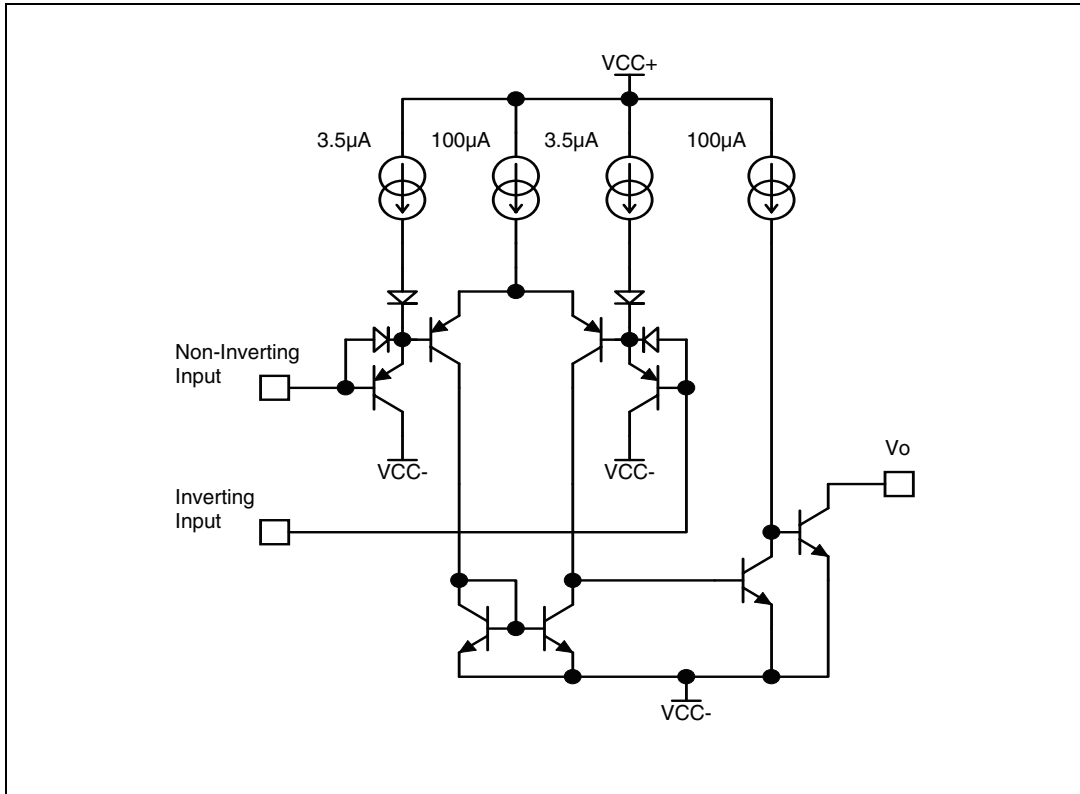 VCC+
3.5µA
100µA
3.5µA
100µA
Non-Inverting
Input
VCC-
VCC-
Vo
Inverting
Input
VCC-